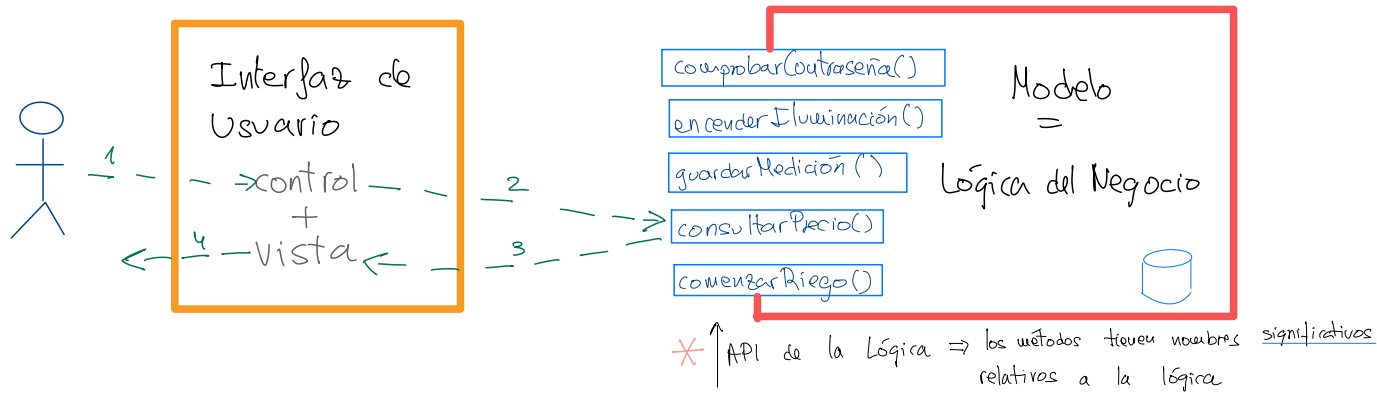 Interfaz de
Usuario
1
control
+
vista
2
3
4
comprobarContraseña()
encenderIluminación()
guardarMedición()
consultarPrecio()
comenzarRiego()
Modelo
=
Lógica del Negocio
* ↑ API de la Lógica ⇒ los métodos tienen nombres significativos
relativos a la lógica